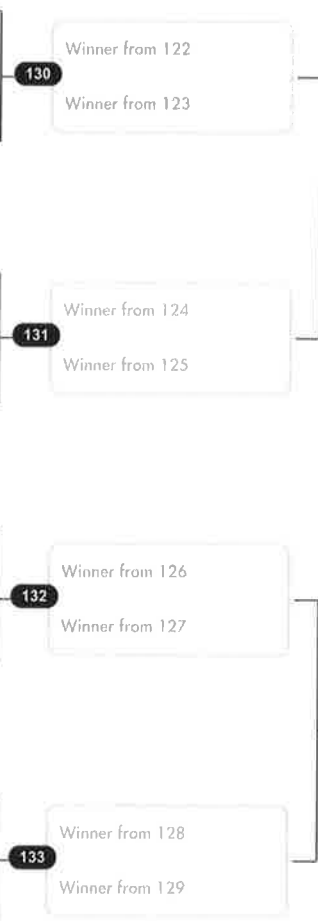 Winner from 122
130
Winner from 123
Winner from 124
131
Winner from 125
Winner from 126
132
Winner from 127
Winner from 128
133
Winner from 129